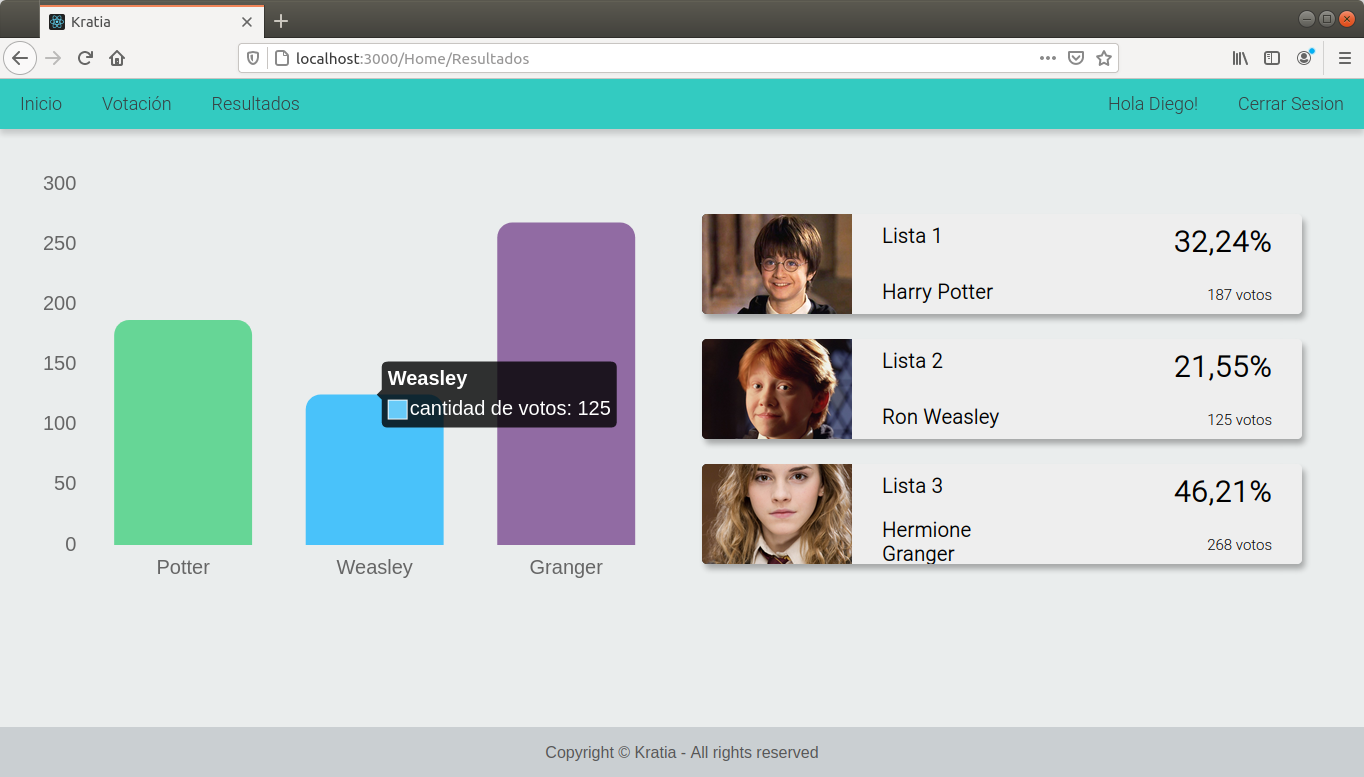 Kratia
localhost:3000/Home/Resultados
Inicio Votación Resultados Hola Diego! Cerrar Sesion
300
250
200
150
100
50
0
Potter Weasley Granger
Weasley
cantidad de votos: 125
Lista 1
32,24%
Harry Potter
187 votos
Lista 2
21,55%
Ron Weasley
125 votos
Lista 3
46,21%
Hermione
Granger
268 votos
Copyright © Kratia - All rights reserved